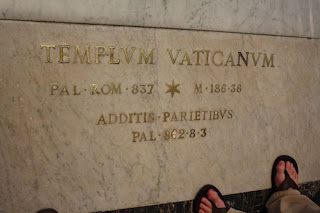 TEMPLVM VATICANVM
PAL·ROM·837 ★ M·186·36
ADDITIS·PARIETIBVS
PAL·862·8·3